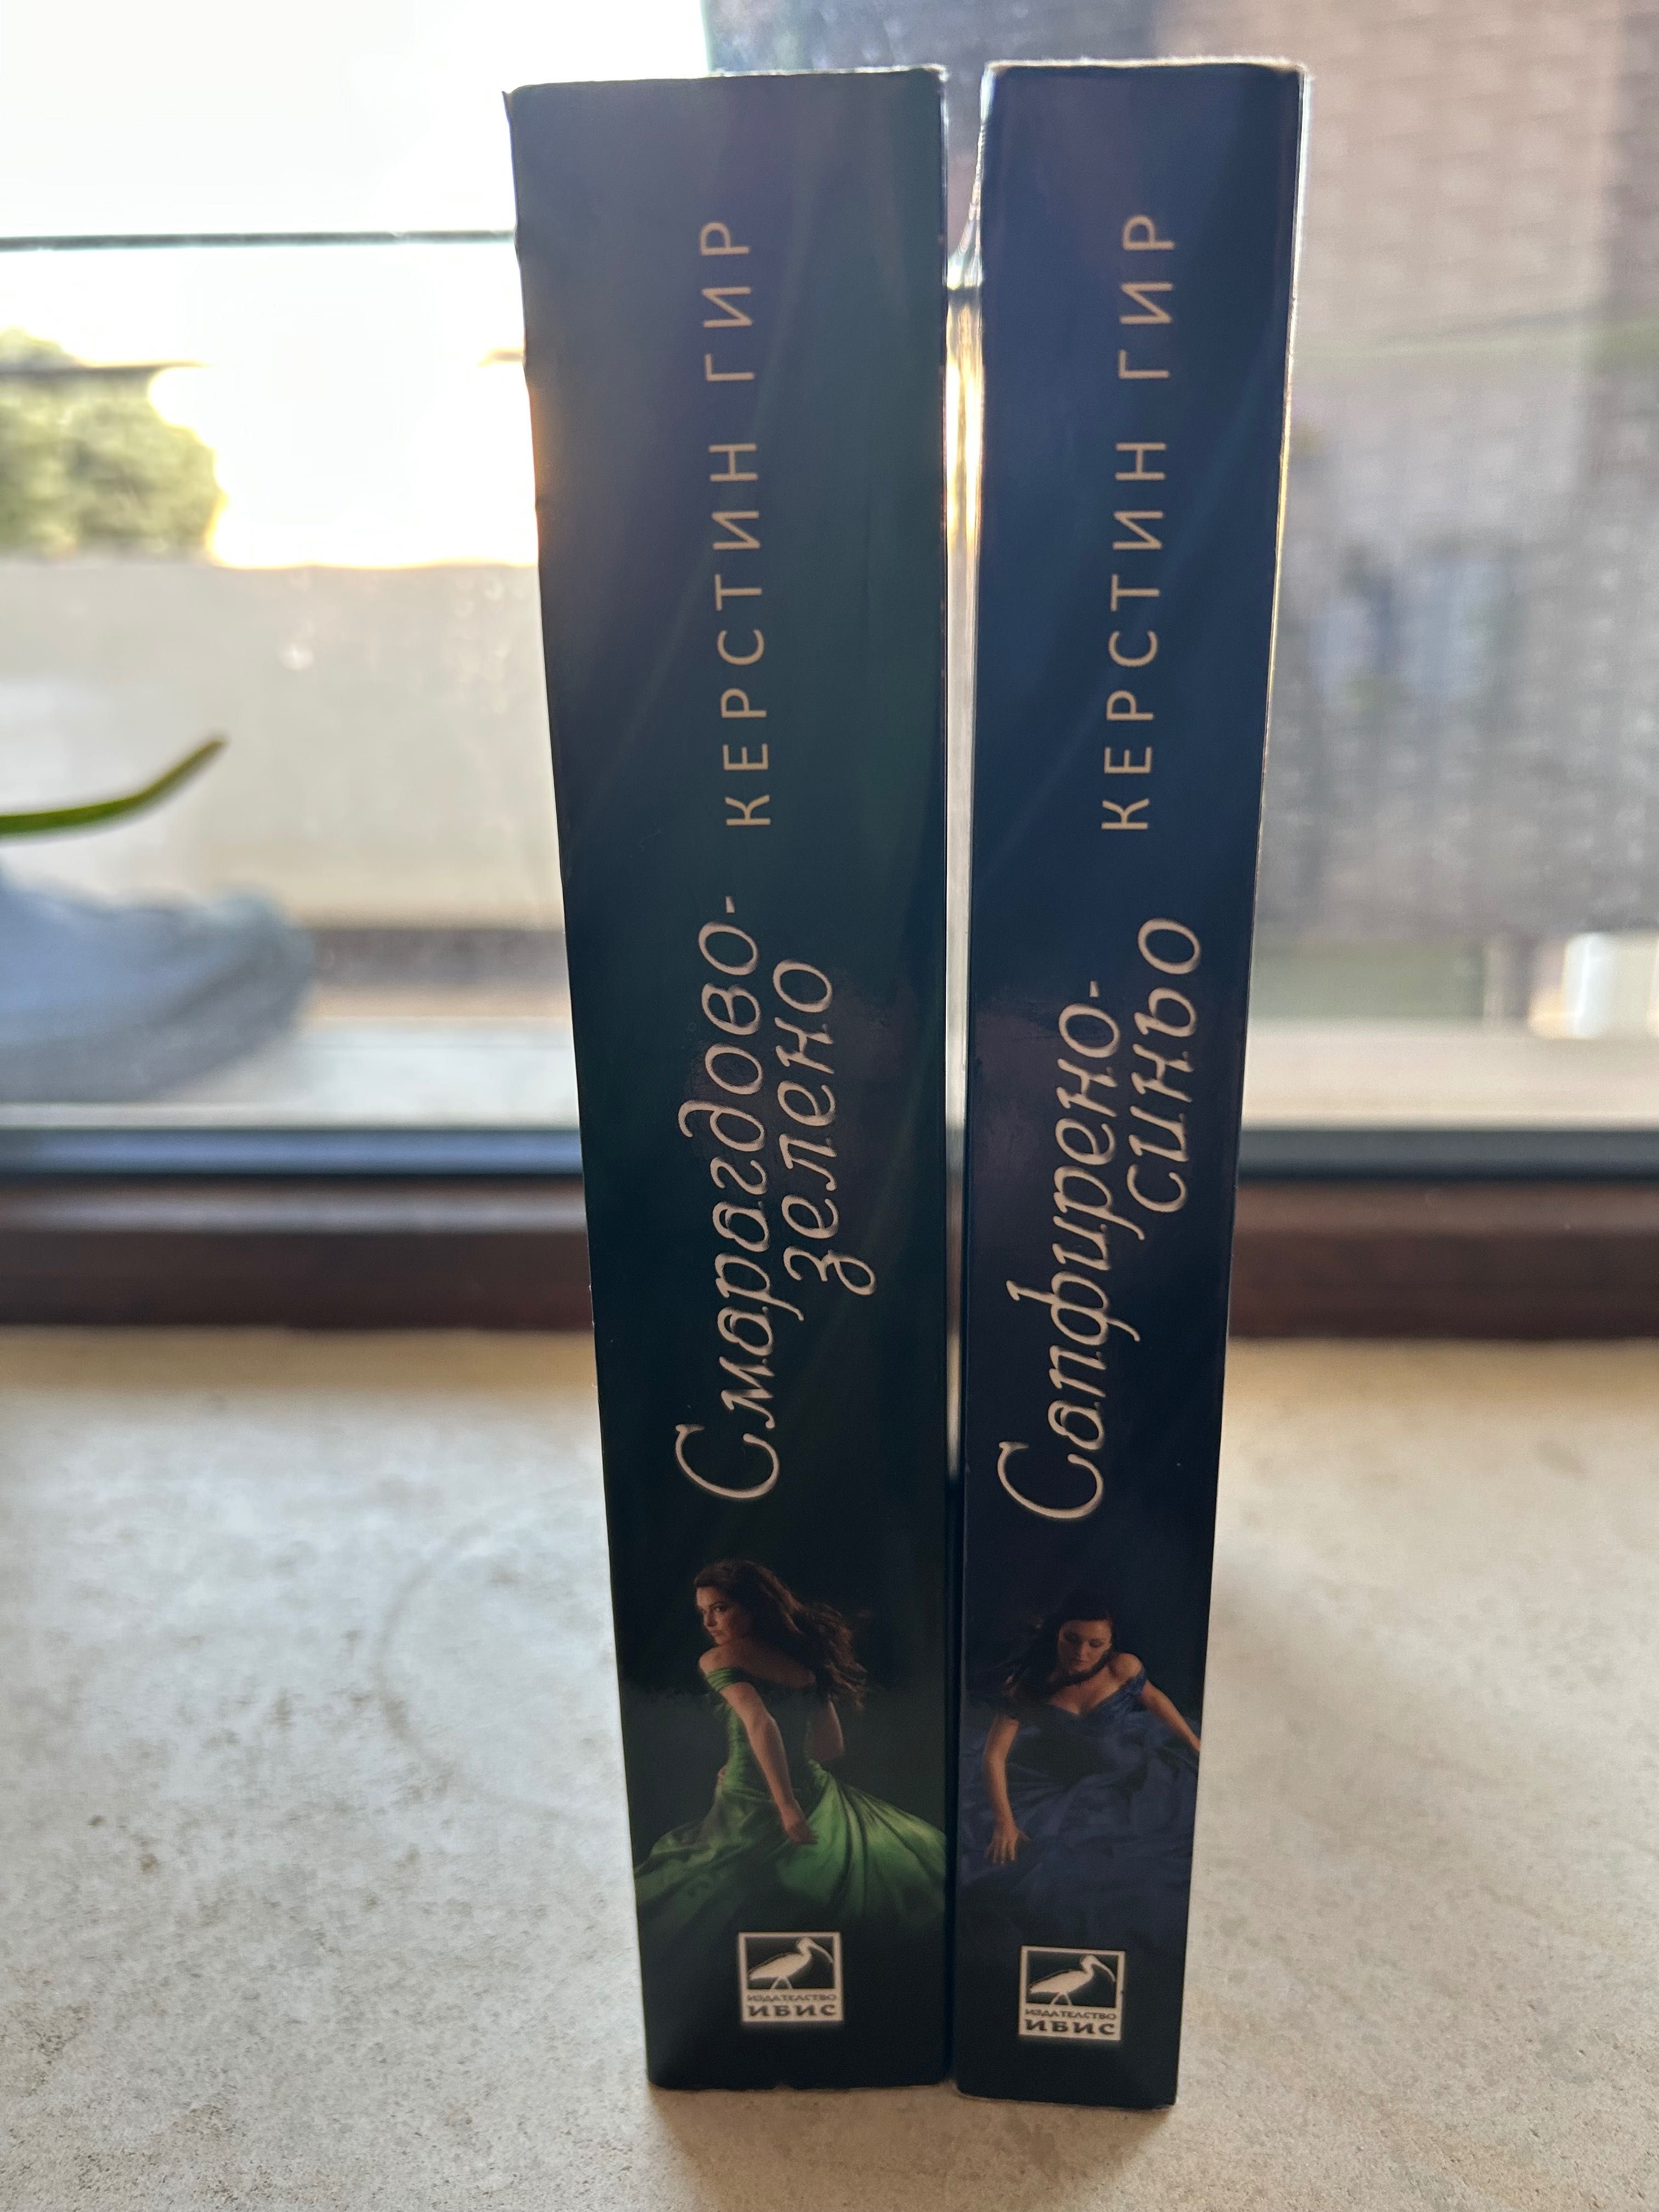 Смарагдово-
зелено
КЕРСТИН ГИР
ИЗДАТЕЛСТВО
ИБИС
Сапфирено-
синьо
КЕРСТИН ГИР
ИЗДАТЕЛСТВО
ИБИС